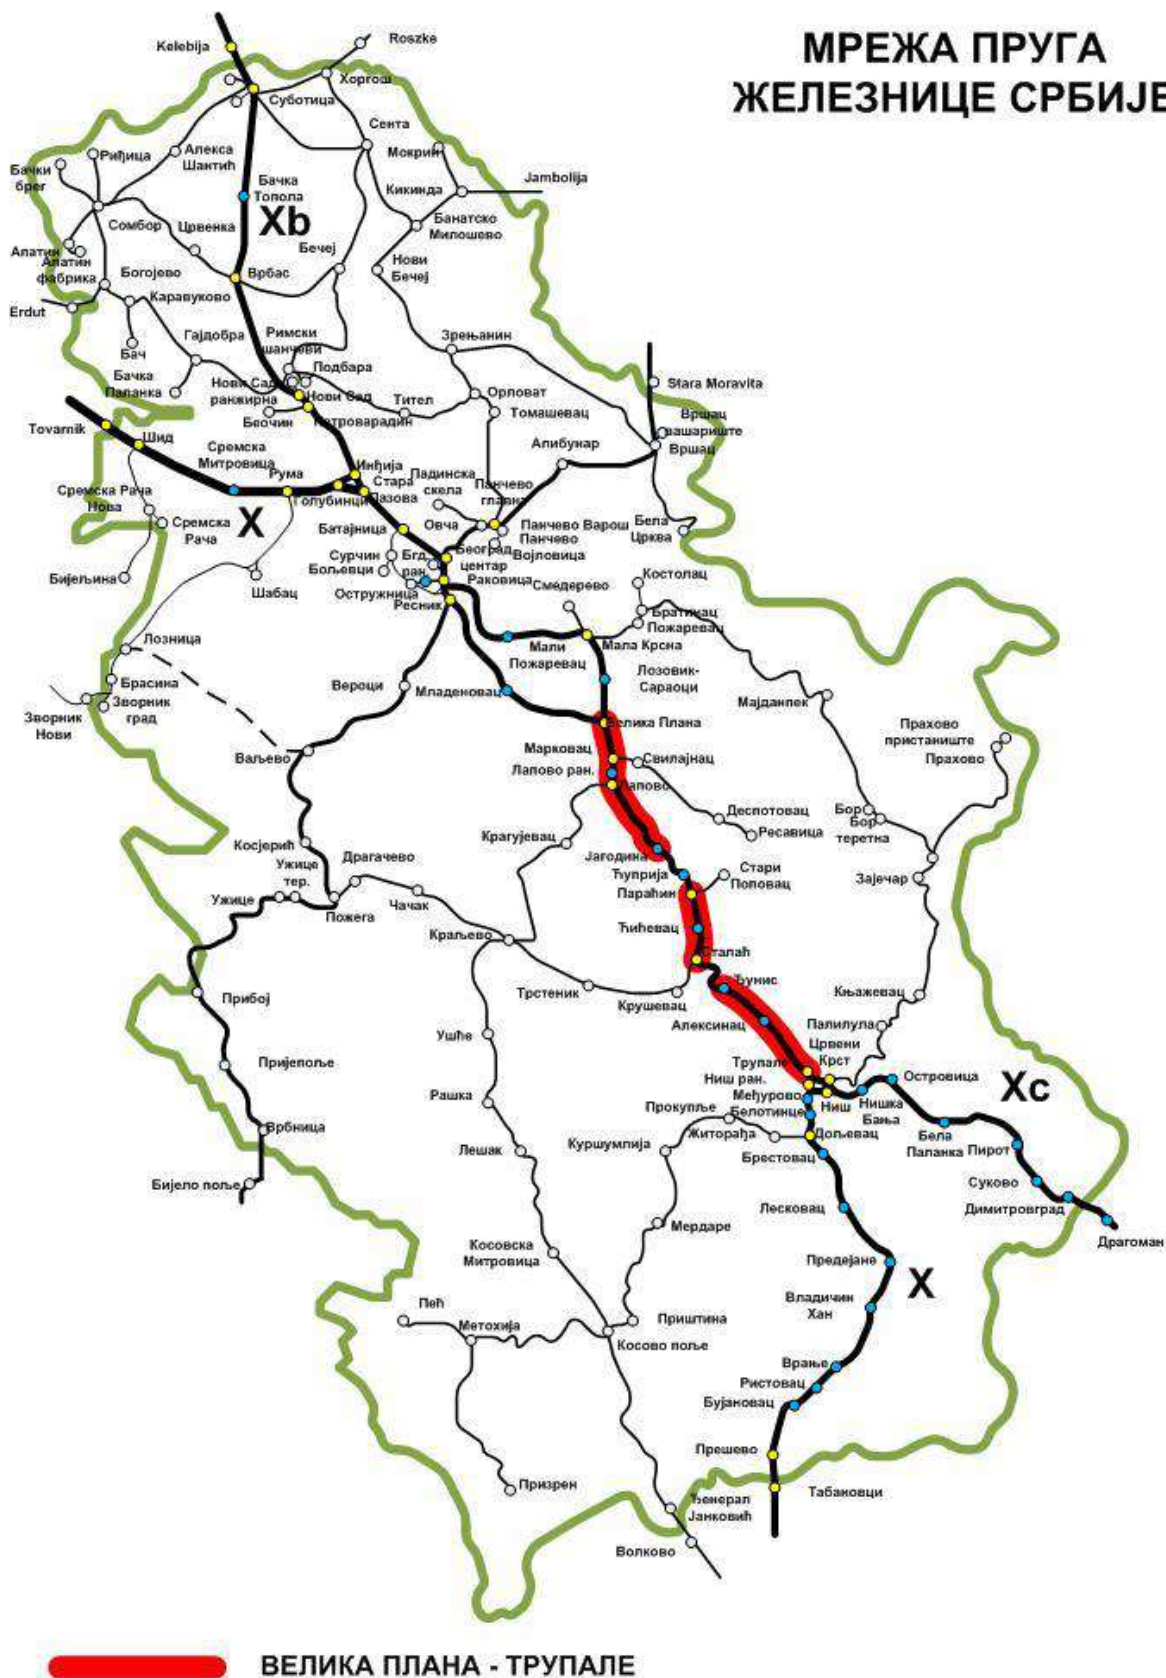 МРЕЖА ПРУГА
ЖЕЛЕЗНИЦЕ СРБИЈЕ
Kelebija
Roszke
Хоргош
Суботица
Сента
Мокрин
Риђица
Алекса
Шантић
Бачки
брег
Бачка
Топола
Кикинда
Jambolija
Xb
Сомбор
Црвенка
Банатско
Милошево
Бечеј
Нови
Бечеј
Апатин
Апатин
фабрика
Богојево
Врбас
Каравуково
Erdut
Гајдобра
Римски
шанчеви
Зрењанин
Бач
Бачка
Паланка
Подбара
Нови Сад
ранжирна
Нови Сад
Орловат
Stara Moravita
Беочин
Петроварадин
Тител
Томашевац
Вршац
вашариште
Вршац
Tovarnik
Шид
Сремска
Митровица
Рума
Инђија
Стара
Пазова
Голубинци
Падинска
скела
Панчево
главна
Алибунар
Сремска Рача
Нова
X
Сремска
Рача
Батајница
Овча
Панчево Варош
Панчево
Војловица
Бела
Црква
Сурчин
Бољевци
Бгд
ран.
Београд
центар
Раковица
Бијељина
Шабац
Остружница
Ресник
Смедерево
Костолац
Братинац
Пожаревац
Лозница
Мали
Пожаревац
Мала Крсна
Брасина
Зворник
град
Зворник
Нови
Вероци
Младеновац
Лозовик-
Сараоци
Мајданпек
Прахово
пристаниште
Прахово
Велика Плана
Ваљево
Марковац
Лапово ран.
Лапово
Свилајнац
Деспотовац
Ресавица
Бор
Бор
теретна
Крагујевац
Косјерић
Ужице
тер.
Драгачево
Јагодина
Ћуприја
Параћин
Стари
Поповац
Зајечар
Ужице
Пожега
Чачак
Краљево
Ћићевац
Сталаћ
Прибој
Трстеник
Крушевац
Ђунис
Књажевац
Алексинац
Палилула
Ушће
Пријепоље
Црвени
Крст
Трупале
Ниш ран.
Међурово
Белотинце
Ниш
Нишка
Бања
Островица
Xc
Рашка
Прокупље
Врбница
Лешак
Куршумлија
Житорађа
Дољевац
Брестовац
Бела
Паланка
Пирот
Бијело поље
Суково
Димитровград
Драгоман
Лесковац
Мердаре
Косовска
Митровица
Предејане
X
Владичин
Хан
Пећ
Метохија
Приштина
Косово поље
Врање
Ристовац
Бујановац
Прешево
Призрен
Табановци
Ђенерал
Јанковић
Волково
ВЕЛИКА ПЛАНА - ТРУПАЛЕ